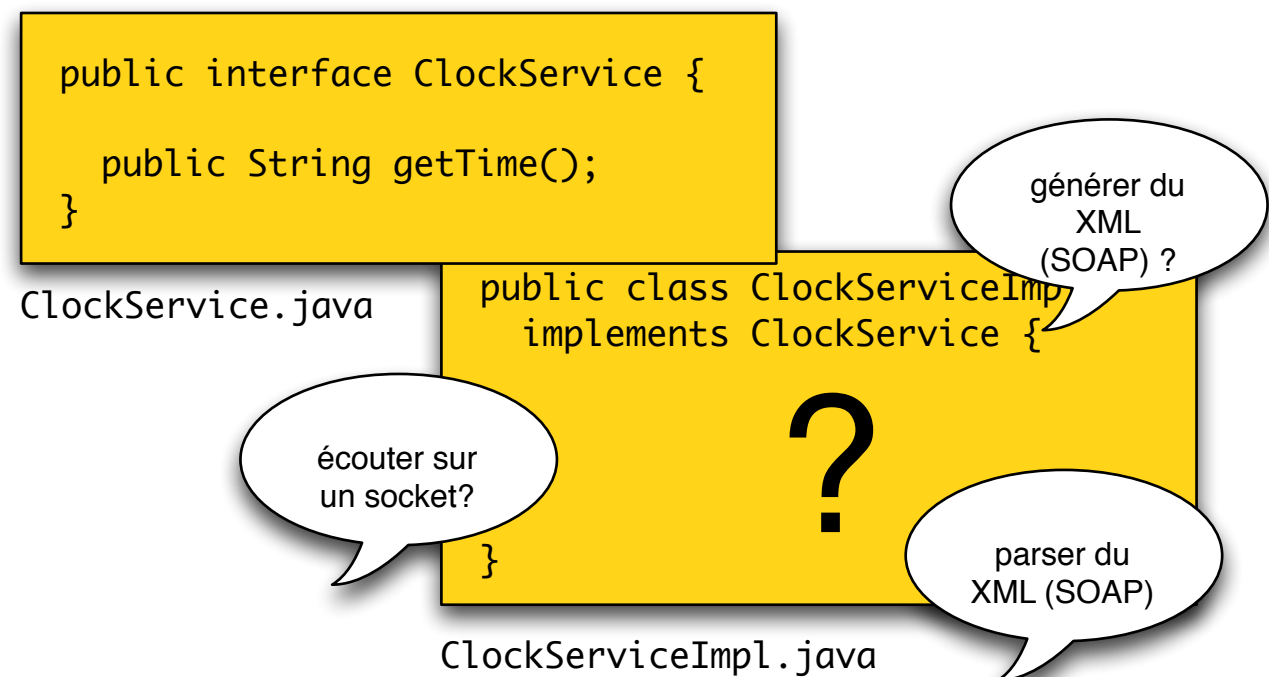 public interface ClockService {
public String getTime();
}
ClockService.java
générer du
XML
(SOAP) ?
public class ClockServiceImp
implements ClockService {
?
écouter sur
un socket?
parser du
XML (SOAP)
}
ClockServiceImpl.java